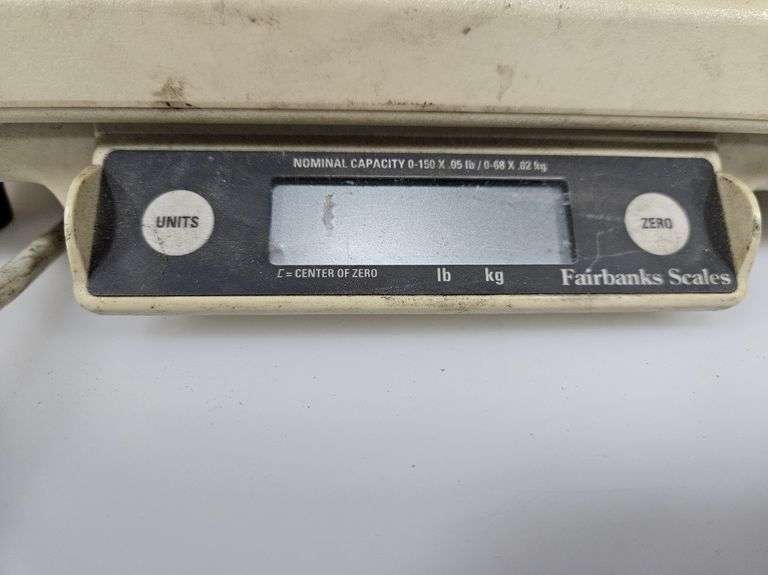 NOMINAL CAPACITY 0-150 X .05 lb / 0-68 X .02 kg
UNITS
ZERO
Ɛ = CENTER OF ZERO
lb kg
Fairbanks Scales